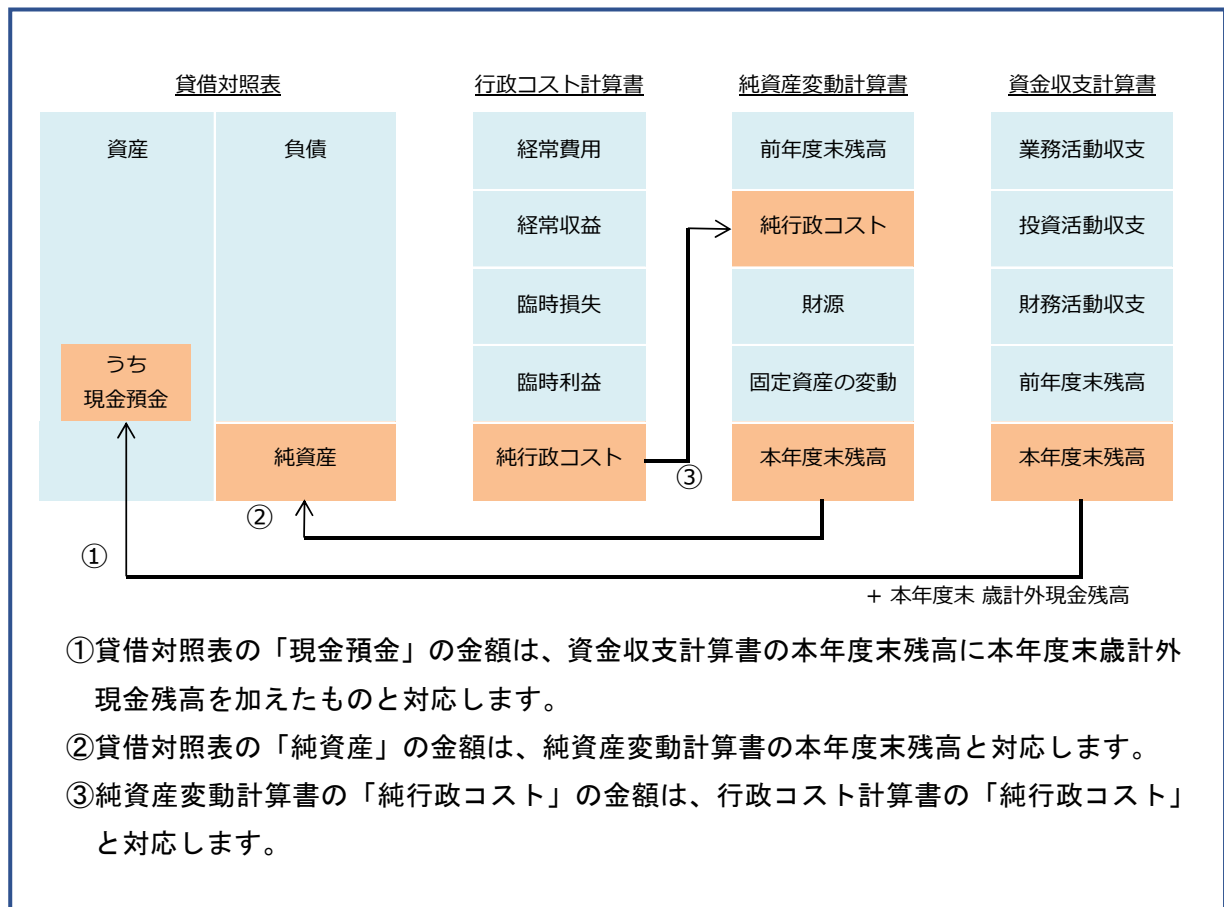 貸借対照表
行政コスト計算書
純資産変動計算書
資金収支計算書
資産
負債
うち
現金預金
純資産
経常費用
経常収益
臨時損失
臨時利益
純行政コスト
前年度末残高
純行政コスト
財源
固定資産の変動
本年度末残高
業務活動収支
投資活動収支
財務活動収支
前年度末残高
本年度末残高
③
②
①
+ 本年度末 歳計外現金残高
①貸借対照表の「現金預金」の金額は、資金収支計算書の本年度末残高に本年度末歳計外
現金残高を加えたものと対応します。
②貸借対照表の「純資産」の金額は、純資産変動計算書の本年度末残高と対応します。
③純資産変動計算書の「純行政コスト」の金額は、行政コスト計算書の「純行政コスト」
と対応します。